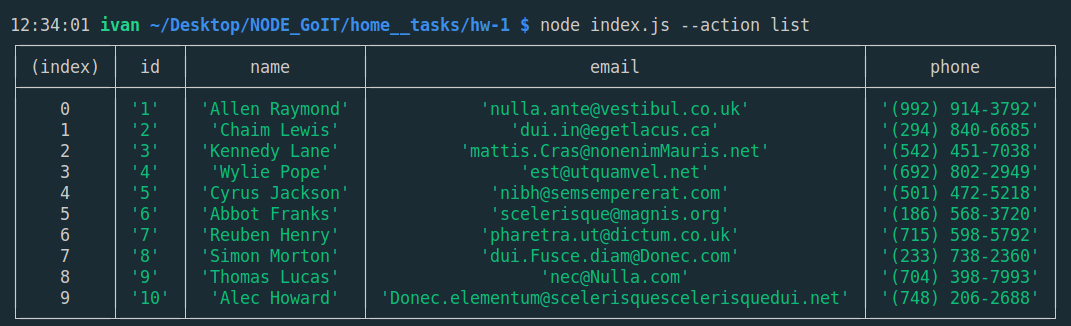 12:34:01 ivan ~/Desktop/NODE_GoIT/home__tasks/hw-1 $ node index.js --action list
(index) id name email phone
0 '1' 'Allen Raymond' 'nulla.ante@vestibul.co.uk' '(992) 914-3792'
1 '2' 'Chaim Lewis' 'dui.in@egetlacus.ca' '(294) 840-6685'
2 '3' 'Kennedy Lane' 'mattis.Cras@nonenimMauris.net' '(542) 451-7038'
3 '4' 'Wylie Pope' 'est@utquamvel.net' '(692) 802-2949'
4 '5' 'Cyrus Jackson' 'nibh@semsempererat.com' '(501) 472-5218'
5 '6' 'Abbot Franks' 'scelerisque@magnis.org' '(186) 568-3720'
6 '7' 'Reuben Henry' 'pharetra.ut@dictum.co.uk' '(715) 598-5792'
7 '8' 'Simon Morton' 'dui.Fusce.diam@Donec.com' '(233) 738-2360'
8 '9' 'Thomas Lucas' 'nec@Nulla.com' '(704) 398-7993'
9 '10' 'Alec Howard' 'Donec.elementum@scelerisquescelerisquedui.net' '(748) 206-2688'